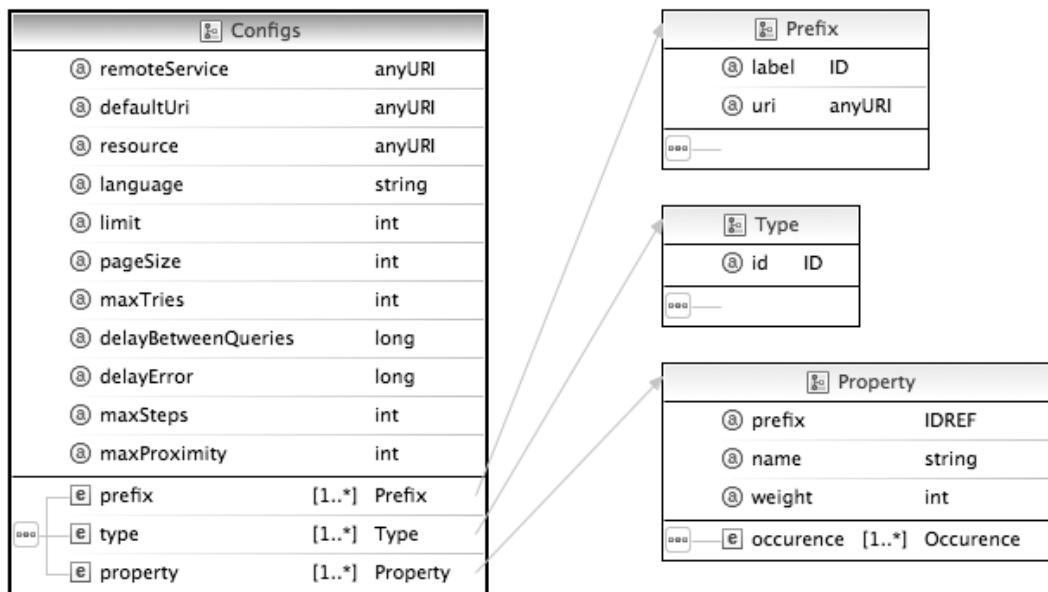 Configs
remoteService anyURI
defaultUri anyURI
resource anyURI
language string
limit int
pageSize int
maxTries int
delayBetweenQueries long
delayError long
maxSteps int
maxProximity int
prefix [1..*] Prefix
type [1..*] Type
property [1..*] Property
Prefix
label ID
uri anyURI
Type
id ID
Property
prefix IDREF
name string
weight int
occurence [1..*] Occurence